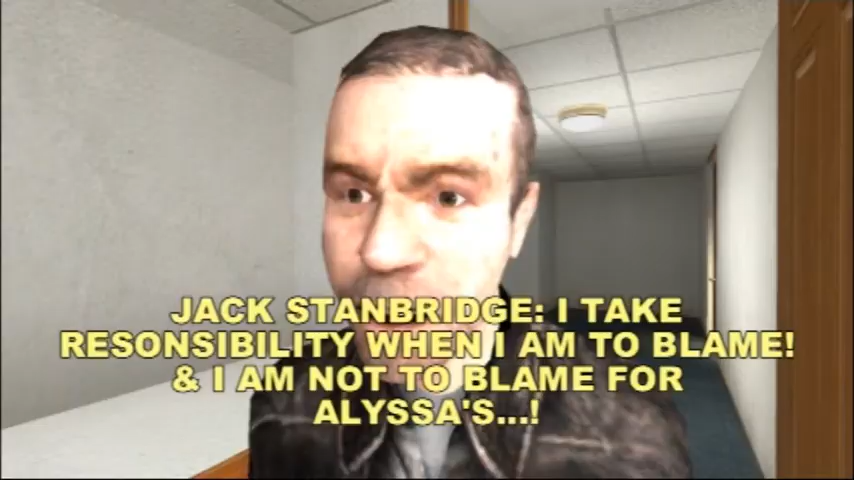 JACK STANBRIDGE: I TAKE
RESONSIBILITY WHEN I AM TO BLAME!
& I AM NOT TO BLAME FOR
ALYSSA'S...!